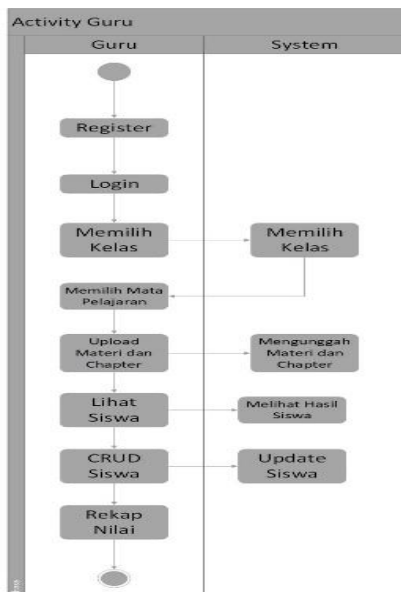 Activity Guru
Guru
System
Register
Login
Memilih
Kelas
Memilih
Kelas
Memilih Mata
Pelajaran
Upload
Materi dan
Chapter
Mengunggah
Materi dan
Chapter
Lihat
Siswa
Melihat Hasil
Siswa
CRUD
Siswa
Update
Siswa
Rekap
Nilai